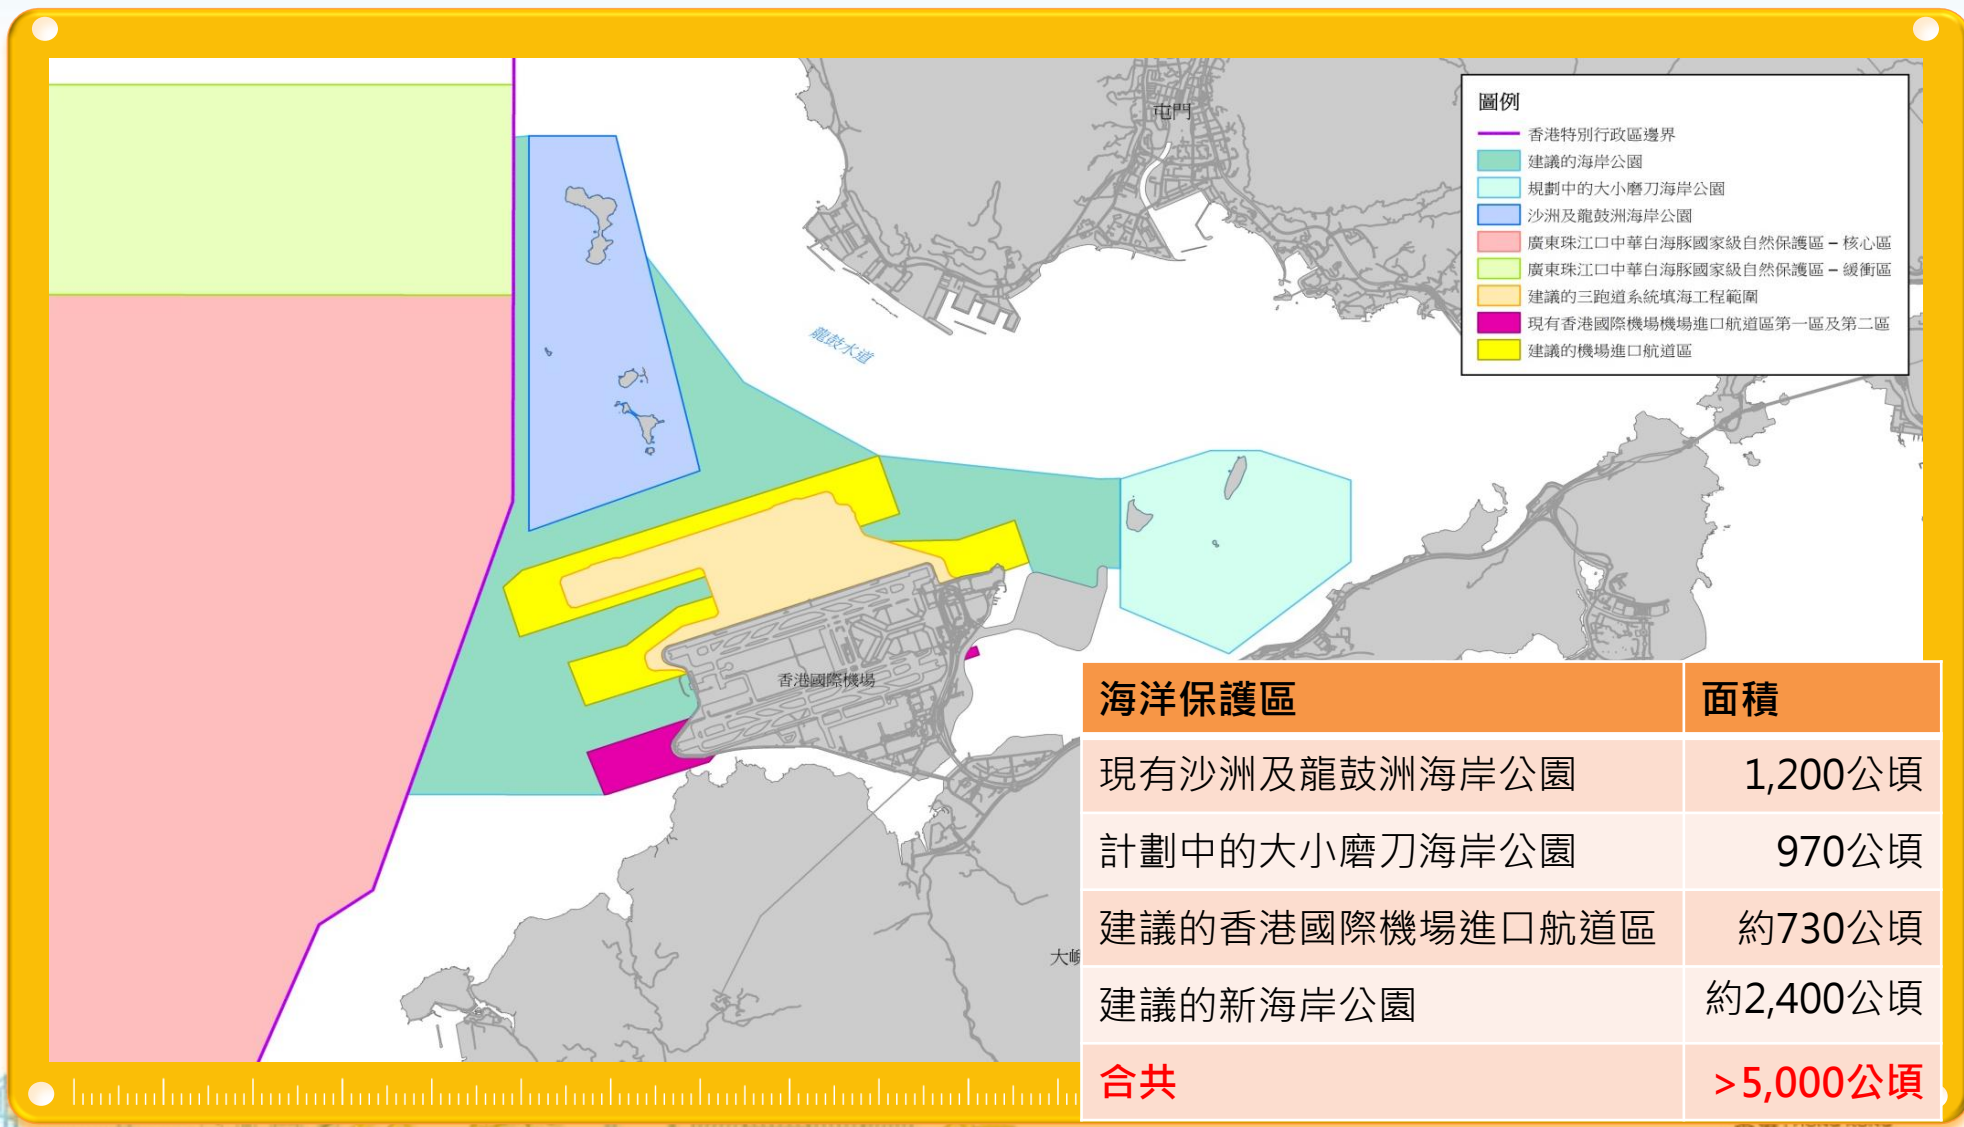 屯門
圖例
香港特別行政區邊界
建議的海岸公園
規劃中的大小磨刀海岸公園
沙洲及龍鼓洲海岸公園
廣東珠江口中華白海豚國家級自然保護區 – 核心區
廣東珠江口中華白海豚國家級自然保護區 – 緩衝區
建議的三跑道系統填海工程範圍
現有香港國際機場機場進口航道區第一區及第二區
建議的機場進口航道區
龍鼓水道
香港國際機場
海洋保護區 面積
現有沙洲及龍鼓洲海岸公園 1,200公頃
計劃中的大小磨刀海岸公園 970公頃
建議的香港國際機場進口航道區 約730公頃
建議的新海岸公園 約2,400公頃
合共 >5,000公頃
大